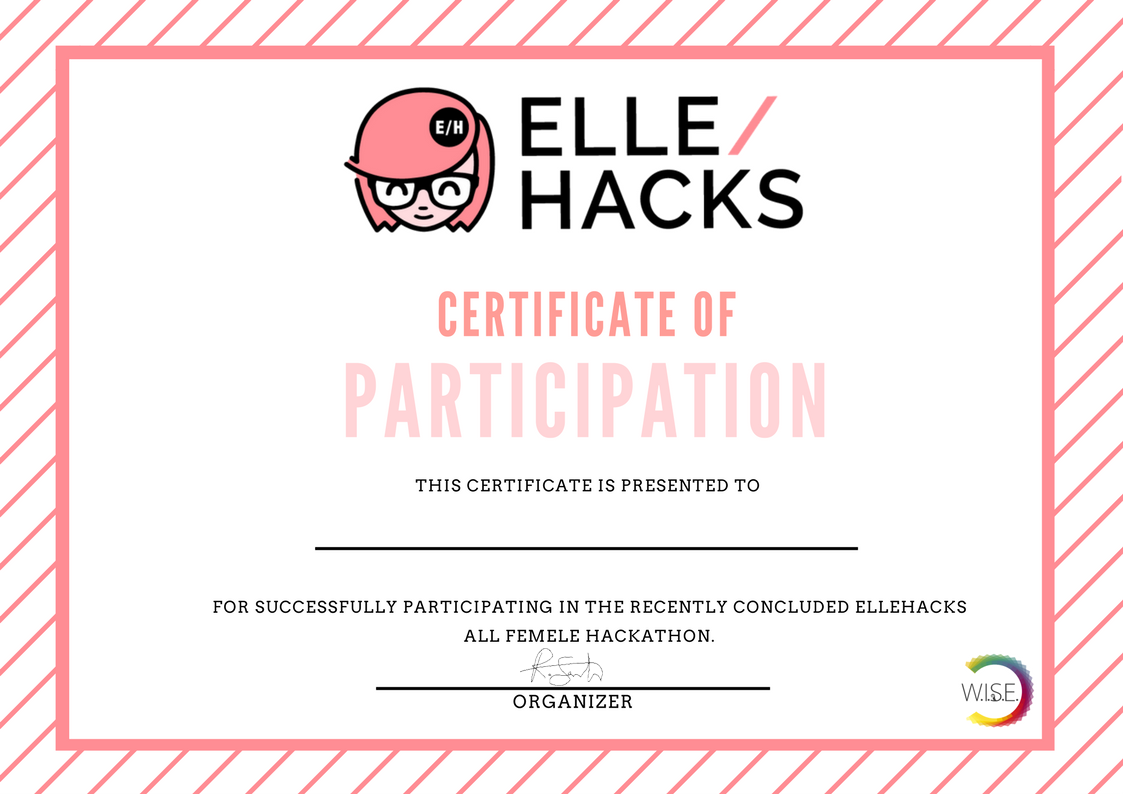 E/H
ELLE/
HACKS
CERTIFICATE OF
PARTICIPATION
THIS CERTIFICATE IS PRESENTED TO
FOR SUCCESSFULLY PARTICIPATING IN THE RECENTLY CONCLUDED ELLEHACKS
ALL FEMELE HACKATHON.
ORGANIZER
W.I.S.E.